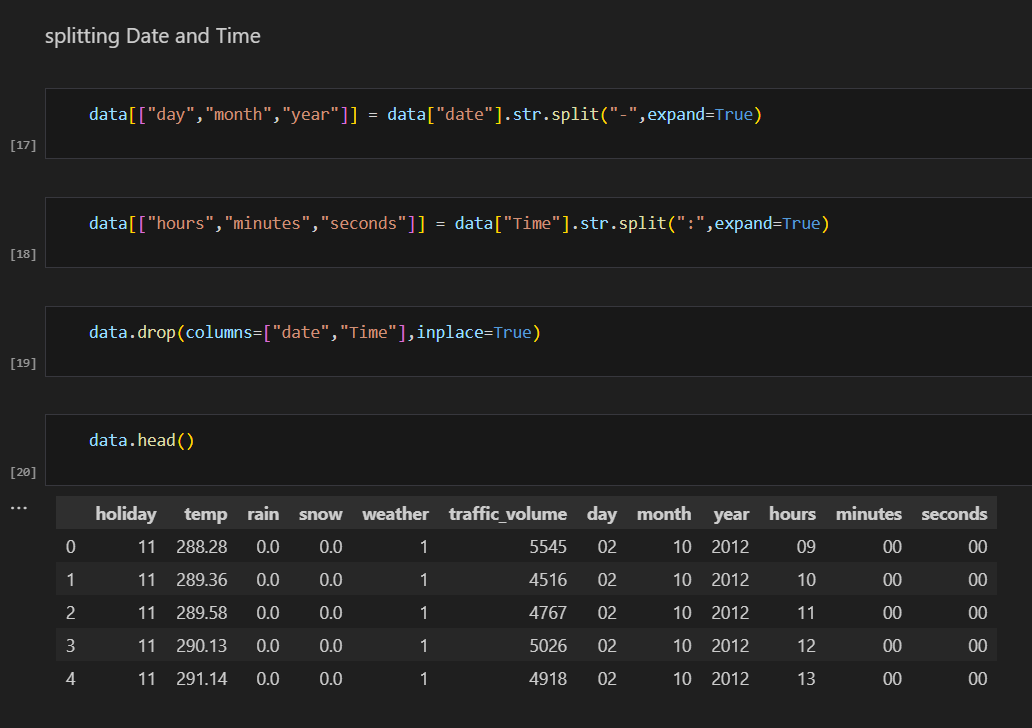 splitting Date and Time
data[["day","month","year"]] = data["date"].str.split("-",expand=True)
[17]
data[["hours","minutes","seconds"]] = data["Time"].str.split(":",expand=True)
[18]
data.drop(columns=["date","Time"],inplace=True)
[19]
data.head()
[20]
...
holiday temp rain snow weather traffic_volume day month year hours minutes seconds
0 11 288.28 0.0 0.0 1 5545 02 10 2012 09 00 00
1 11 289.36 0.0 0.0 1 4516 02 10 2012 10 00 00
2 11 289.58 0.0 0.0 1 4767 02 10 2012 11 00 00
3 11 290.13 0.0 0.0 1 5026 02 10 2012 12 00 00
4 11 291.14 0.0 0.0 1 4918 02 10 2012 13 00 00